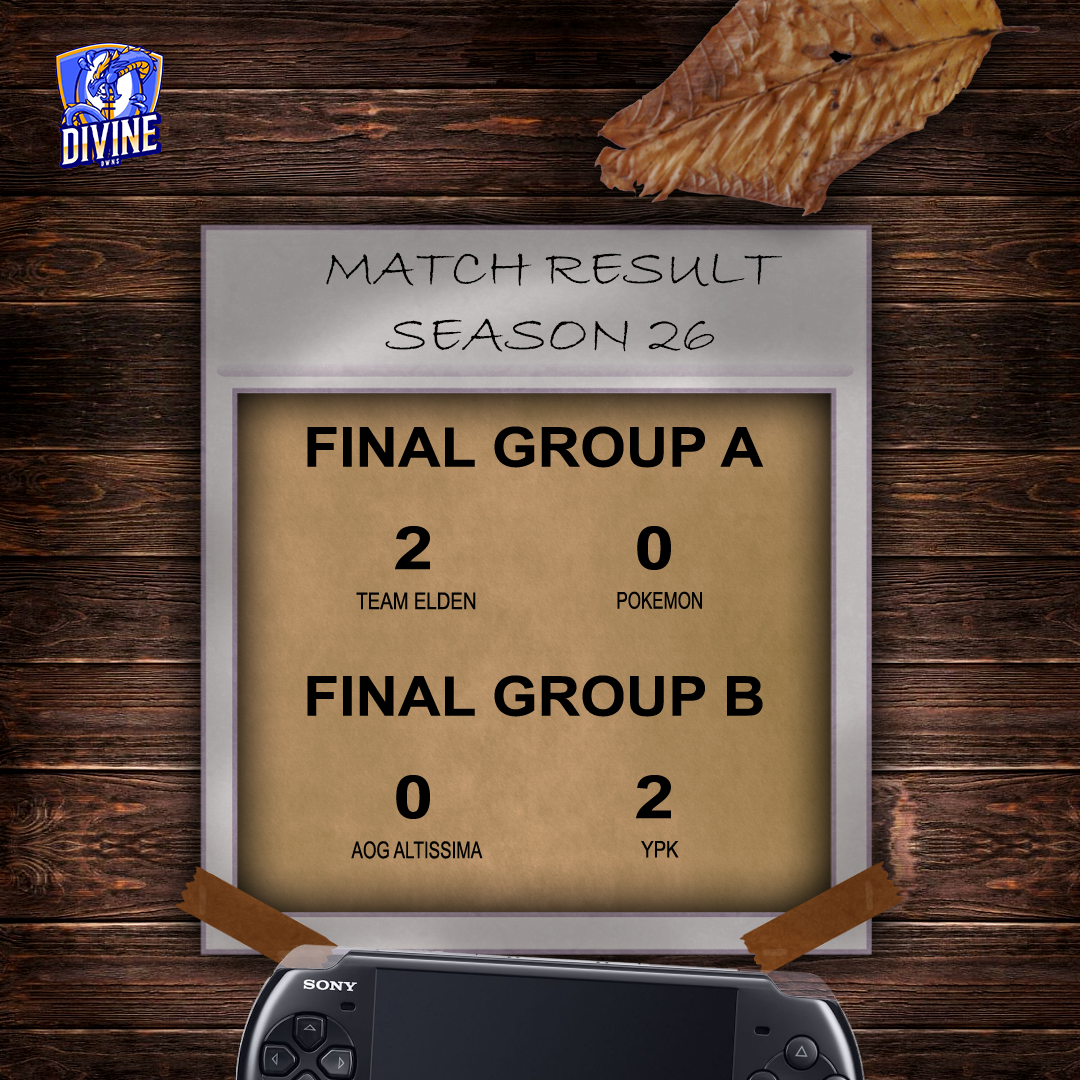 DIVINE
OWNS
MATCH RESULT
SEASON 26
FINAL GROUP A
2 0
TEAM ELDEN POKEMON
FINAL GROUP B
0 2
AOG ALTISSIMA YPK
SONY